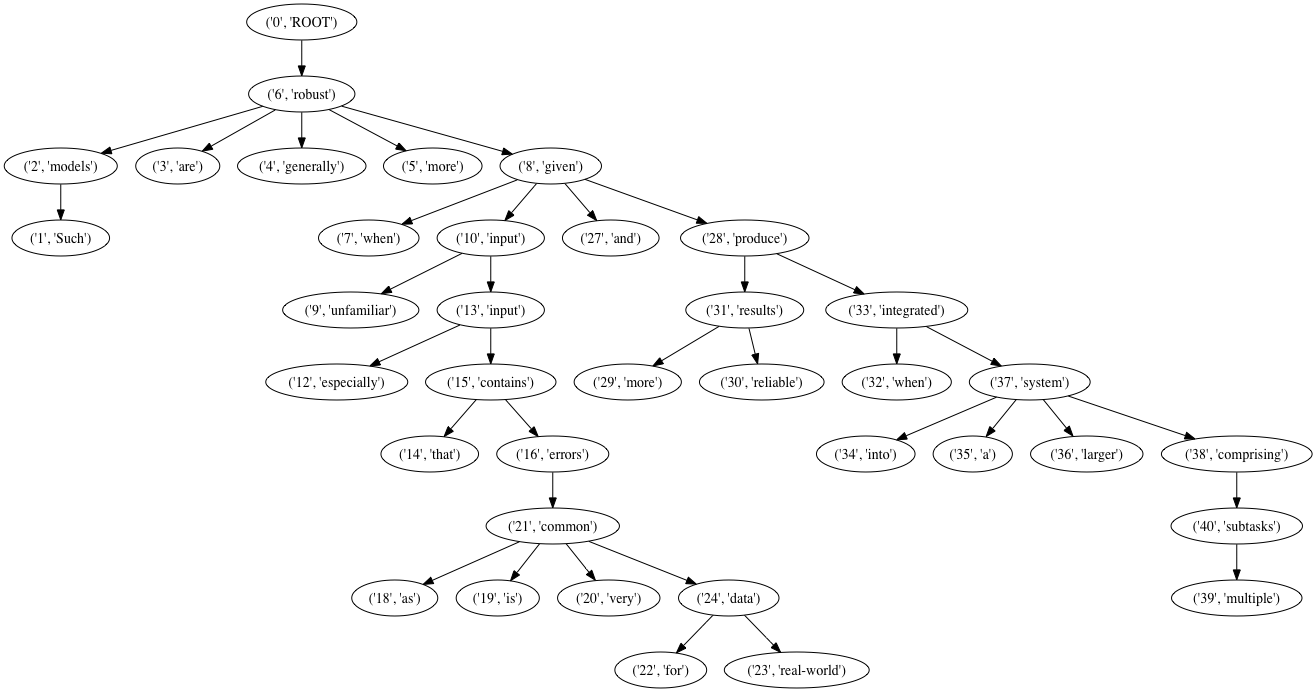 ('0', 'ROOT')
('6', 'robust')
('2', 'models') ('3', 'are') ('4', 'generally') ('5', 'more') ('8', 'given')
('1', 'Such') ('7', 'when') ('10', 'input') ('27', 'and') ('28', 'produce')
('9', 'unfamiliar') ('13', 'input') ('31', 'results') ('33', 'integrated')
('12', 'especially') ('15', 'contains') ('29', 'more') ('30', 'reliable') ('32', 'when') ('37', 'system')
('14', 'that') ('16', 'errors') ('34', 'into') ('35', 'a') ('36', 'larger') ('38', 'comprising')
('21', 'common') ('40', 'subtasks')
('18', 'as') ('19', 'is') ('20', 'very') ('24', 'data') ('39', 'multiple')
('22', 'for') ('23', 'real-world')